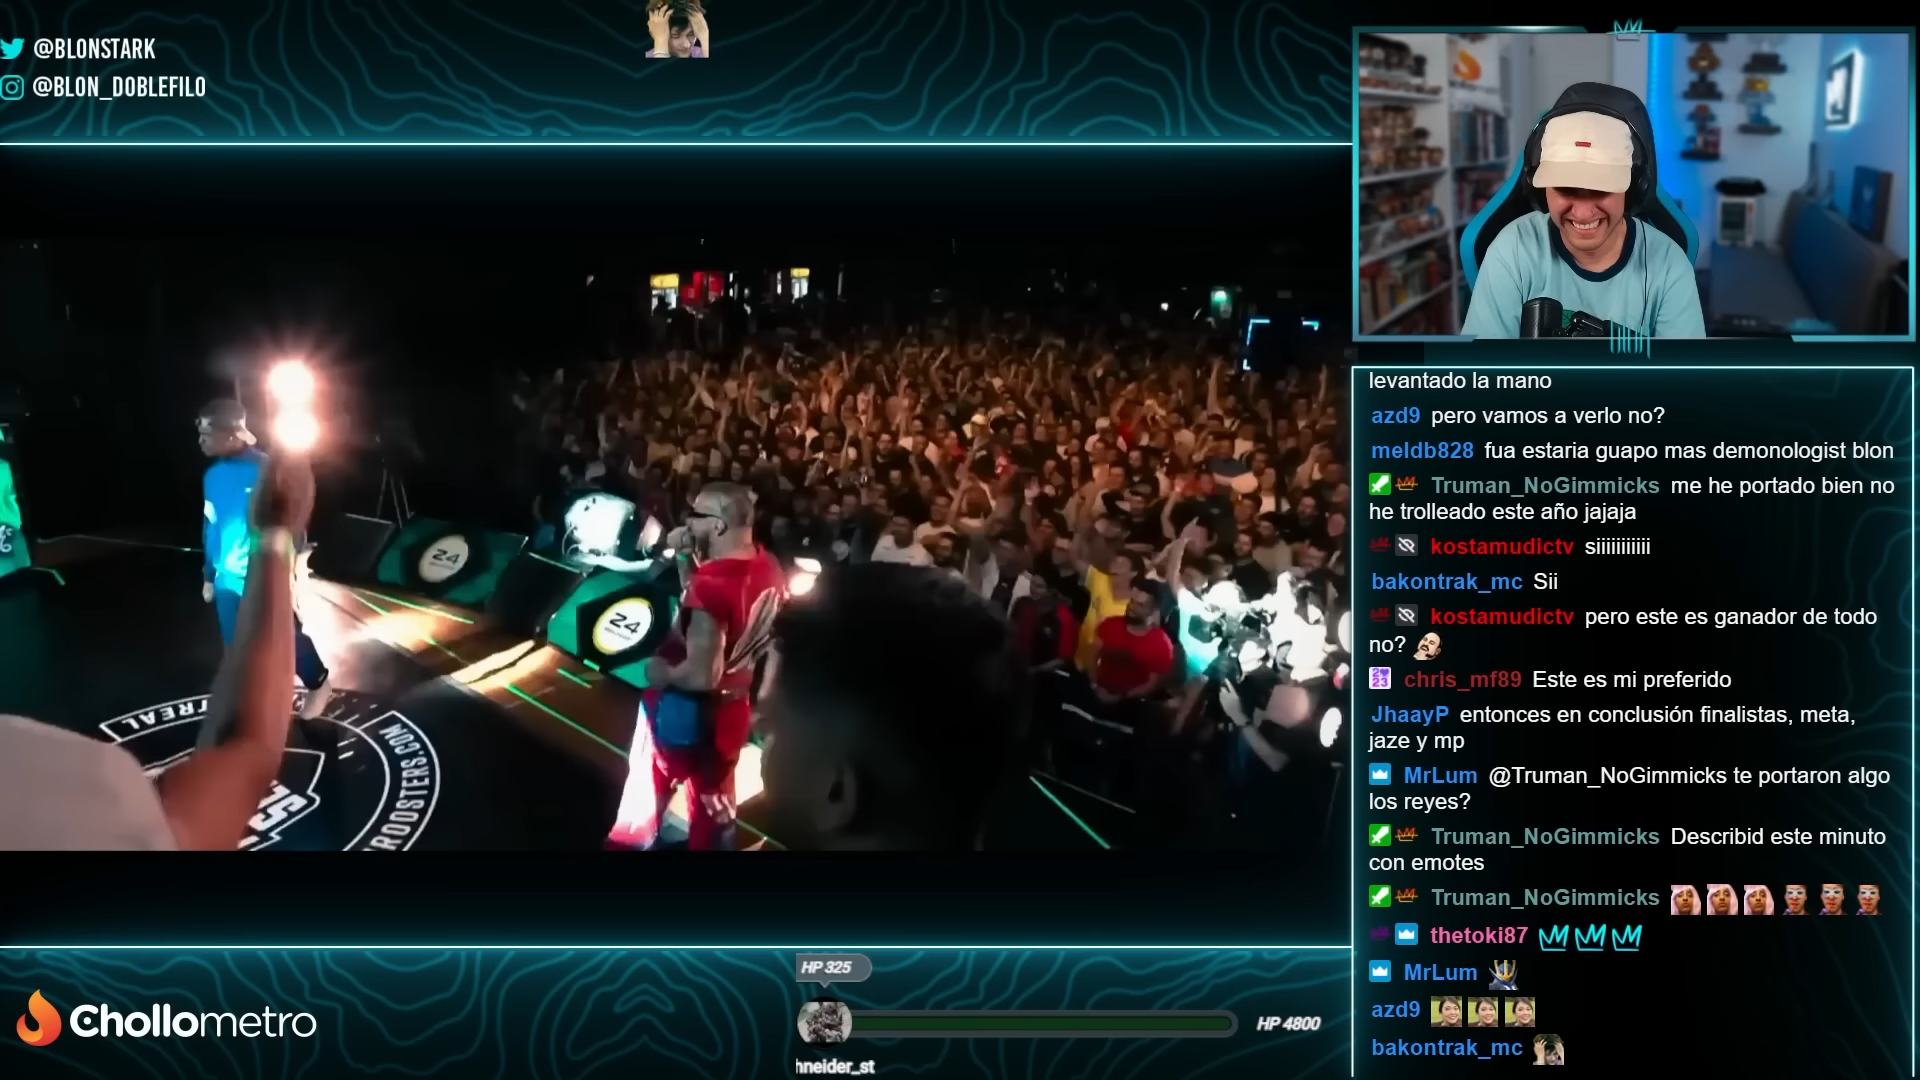 @BLONSTARK
@BLON_DOBLEFILO
24
24
TREAL
ROOSTERS.COM
Chollometro
HP 325
HP 4800
hneider_st
levantado la mano
azd9 pero vamos a verlo no?
meldb828 fua estaria guapo mas demonologist blon
Truman_NoGimmicks me he portado bien no
he trolleado este año jajaja
kostamudictv siiiiiiiiiii
bakontrak_mc Sii
kostamudictv pero este es ganador de todo
no?
chris_mf89 Este es mi preferido
JhaayP entonces en conclusión finalistas, meta,
jaze y mp
MrLum @Truman_NoGimmicks te portaron algo
los reyes?
Truman_NoGimmicks Describid este minuto
con emotes
Truman_NoGimmicks
thetoki87
MrLum
azd9
bakontrak_mc